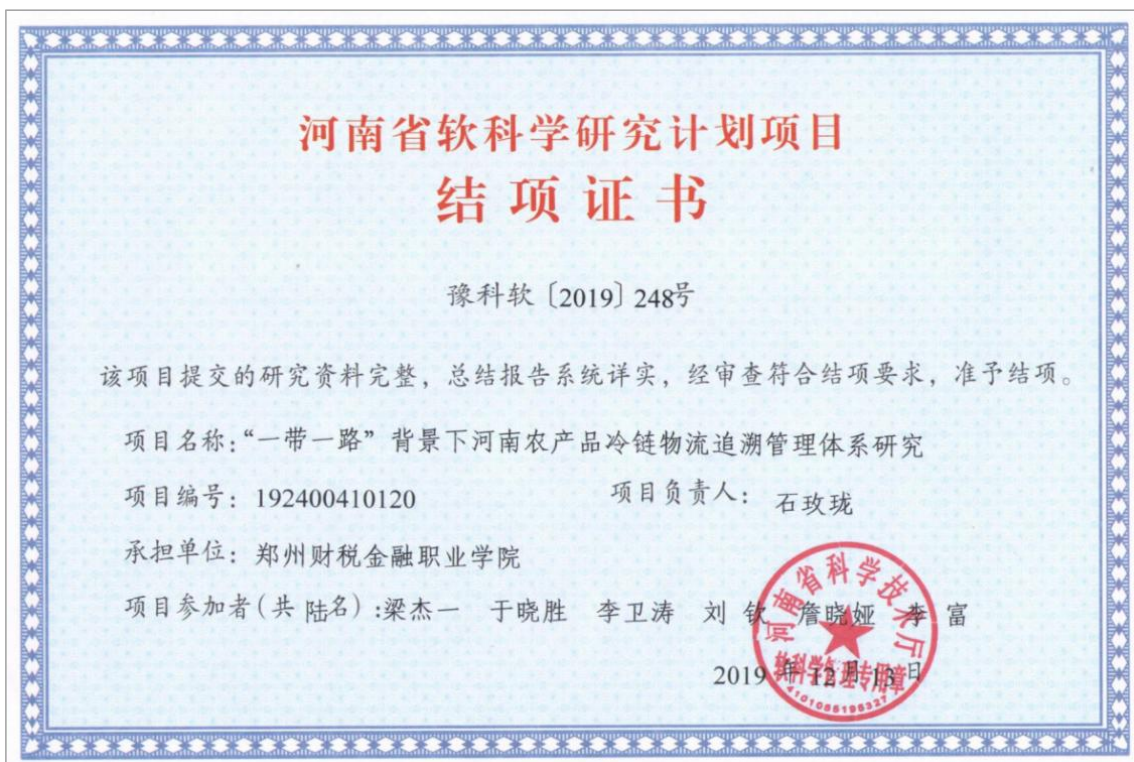 河南省软科学研究计划项目
结项证书
豫科软〔2019〕248号
该项目提交的研究资料完整，总结报告系统详实，经审查符合结项要求，准予结项。
项目名称：“一带一路”背景下河南农产品冷链物流追溯管理体系研究
项目编号：192400410120 项目负责人：石玫珑
承担单位：郑州财税金融职业学院
项目参加者(共陆名)：梁杰一 于晓胜 李卫涛 刘钦 詹晓娅 李富
2019年12月13日
河南省科学技术厅
软科学管理专用章